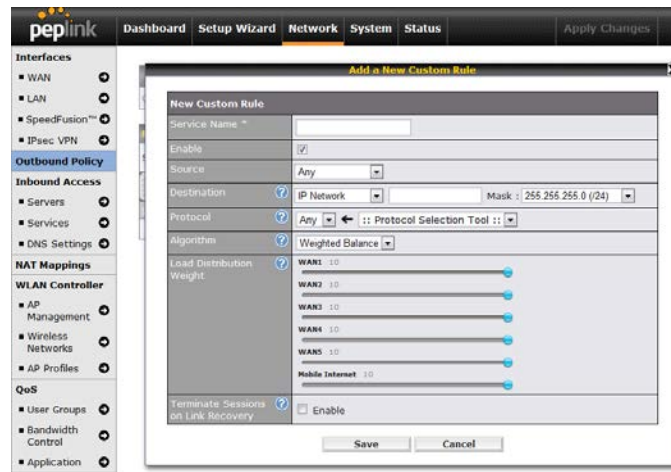 peplink
Dashboard Setup Wizard Network System Status Apply Changes
Interfaces
WAN
LAN
SpeedFusion™
IPsec VPN
Outbound Policy
Inbound Access
Servers
Services
DNS Settings
NAT Mappings
WLAN Controller
AP
Management
Wireless
Networks
AP Profiles
QoS
User Groups
Bandwidth
Control
Application
Add a New Custom Rule
New Custom Rule
Service Name *
Enable
Source Any
Destination IP Network Mask : 255.255.255.0 (/24)
Protocol Any ← :: Protocol Selection Tool ::
Algorithm Weighted Balance
Load Distribution
Weight
WAN1 10
WAN2 10
WAN3 10
WAN4 10
WAN5 10
Mobile Internet 10
Terminate Sessions
on Link Recovery
Enable
Save Cancel